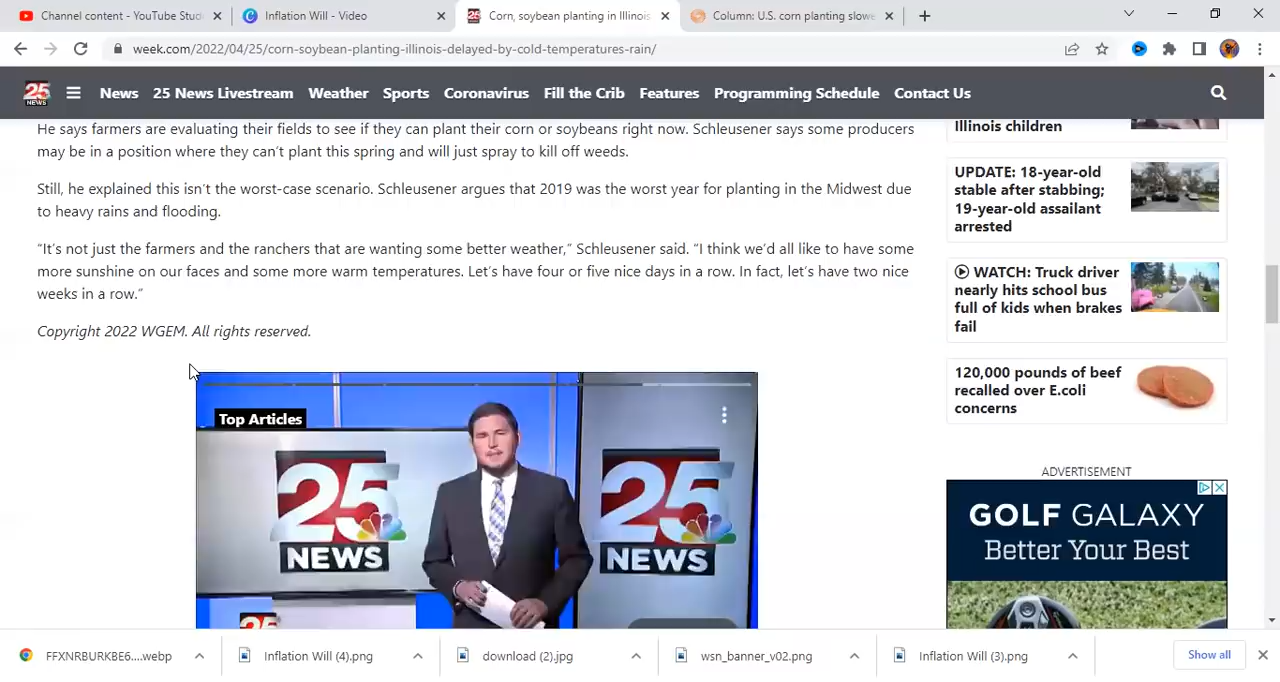 Channel content - YouTube Stud
Inflation Will - Video
Corn, soybean planting in Illinois
Column: U.S. corn planting slowe
week.com/2022/04/25/corn-soybean-planting-illinois-delayed-by-cold-temperatures-rain/
25 NEWS
News
25 News Livestream
Weather
Sports
Coronavirus
Fill the Crib
Features
Programming Schedule
Contact Us
He says farmers are evaluating their fields to see if they can plant their corn or soybeans right now. Schleusener says some producers
may be in a position where they can't plant this spring and will just spray to kill off weeds.
Still, he explained this isn't the worst-case scenario. Schleusener argues that 2019 was the worst year for planting in the Midwest due
to heavy rains and flooding.
“It's not just the farmers and the ranchers that are wanting some better weather,” Schleusener said. “I think we'd all like to have some
more sunshine on our faces and some more warm temperatures. Let's have four or five nice days in a row. In fact, let's have two nice
weeks in a row.”
Copyright 2022 WGEM. All rights reserved.
Top Articles
25
NEWS
25
NEWS
25
Illinois children
UPDATE: 18-year-old
stable after stabbing;
19-year-old assailant
arrested
WATCH: Truck driver
nearly hits school bus
full of kids when brakes
fail
120,000 pounds of beef
recalled over E.coli
concerns
ADVERTISEMENT
GOLF GALAXY
Better Your Best
FFXNRBURKBE6....webp
Inflation Will (4).png
download (2).jpg
wsn_banner_v02.png
Inflation Will (3).png
Show all